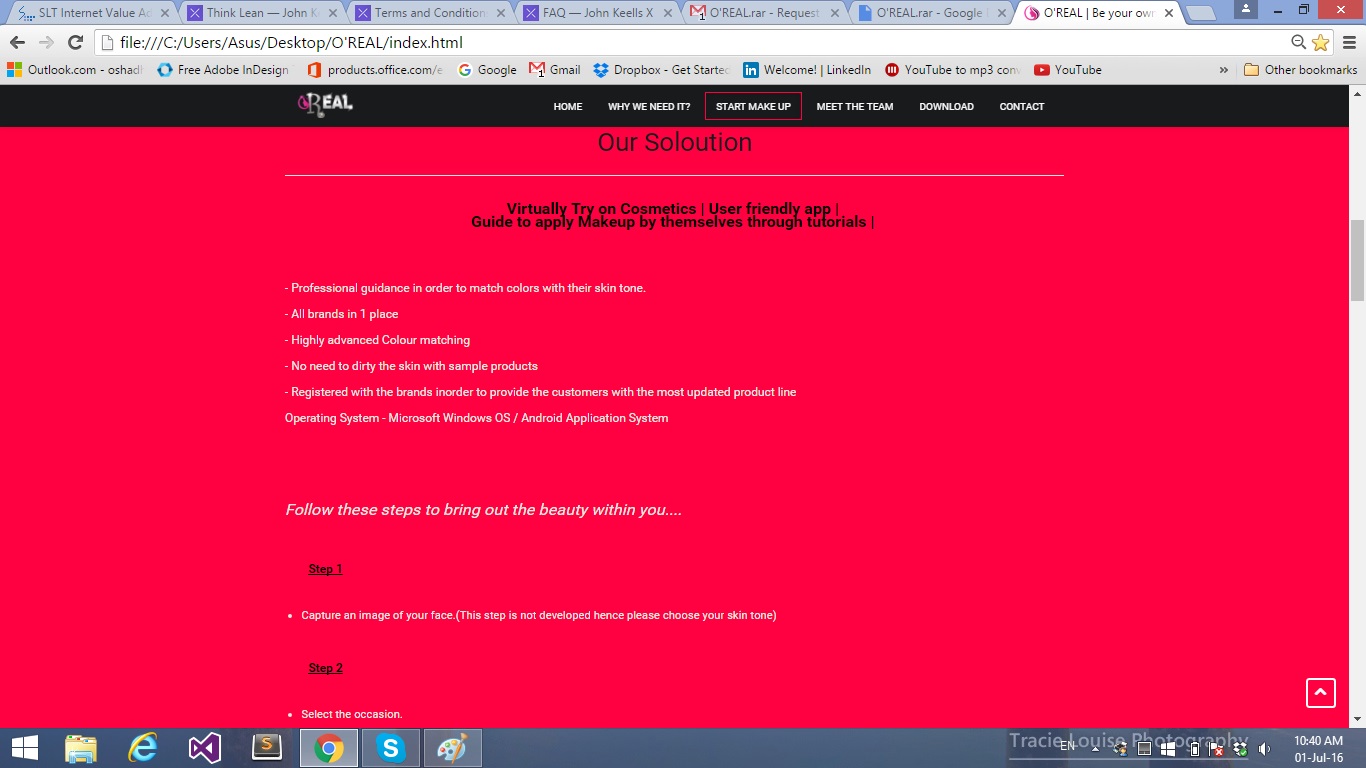 SLT Internet Value Ad
Think Lean — John K
Terms and Condition
FAQ — John Keells X
O'REAL.rar - Request
O'REAL.rar - Google
O'REAL | Be your own
file:///C:/Users/Asus/Desktop/O'REAL/index.html
Outlook.com - oshad
Free Adobe InDesign
products.office.com/e
Google
Gmail
Dropbox - Get Started
Welcome! | LinkedIn
YouTube to mp3 conv
YouTube
»
Other bookmarks
O'REAL
HOME
WHY WE NEED IT?
START MAKE UP
MEET THE TEAM
DOWNLOAD
CONTACT
Our Soloution
Virtually Try on Cosmetics | User friendly app |
Guide to apply Makeup by themselves through tutorials |
- Professional guidance in order to match colors with their skin tone.
- All brands in 1 place
- Highly advanced Colour matching
- No need to dirty the skin with sample products
- Registered with the brands inorder to provide the customers with the most updated product line
Operating System - Microsoft Windows OS / Android Application System
Follow these steps to bring out the beauty within you....
Step 1
• Capture an image of your face.(This step is not developed hence please choose your skin tone)
Step 2
• Select the occasion.
Tracie Louise Photography
EN
10:40 AM
01-Jul-16